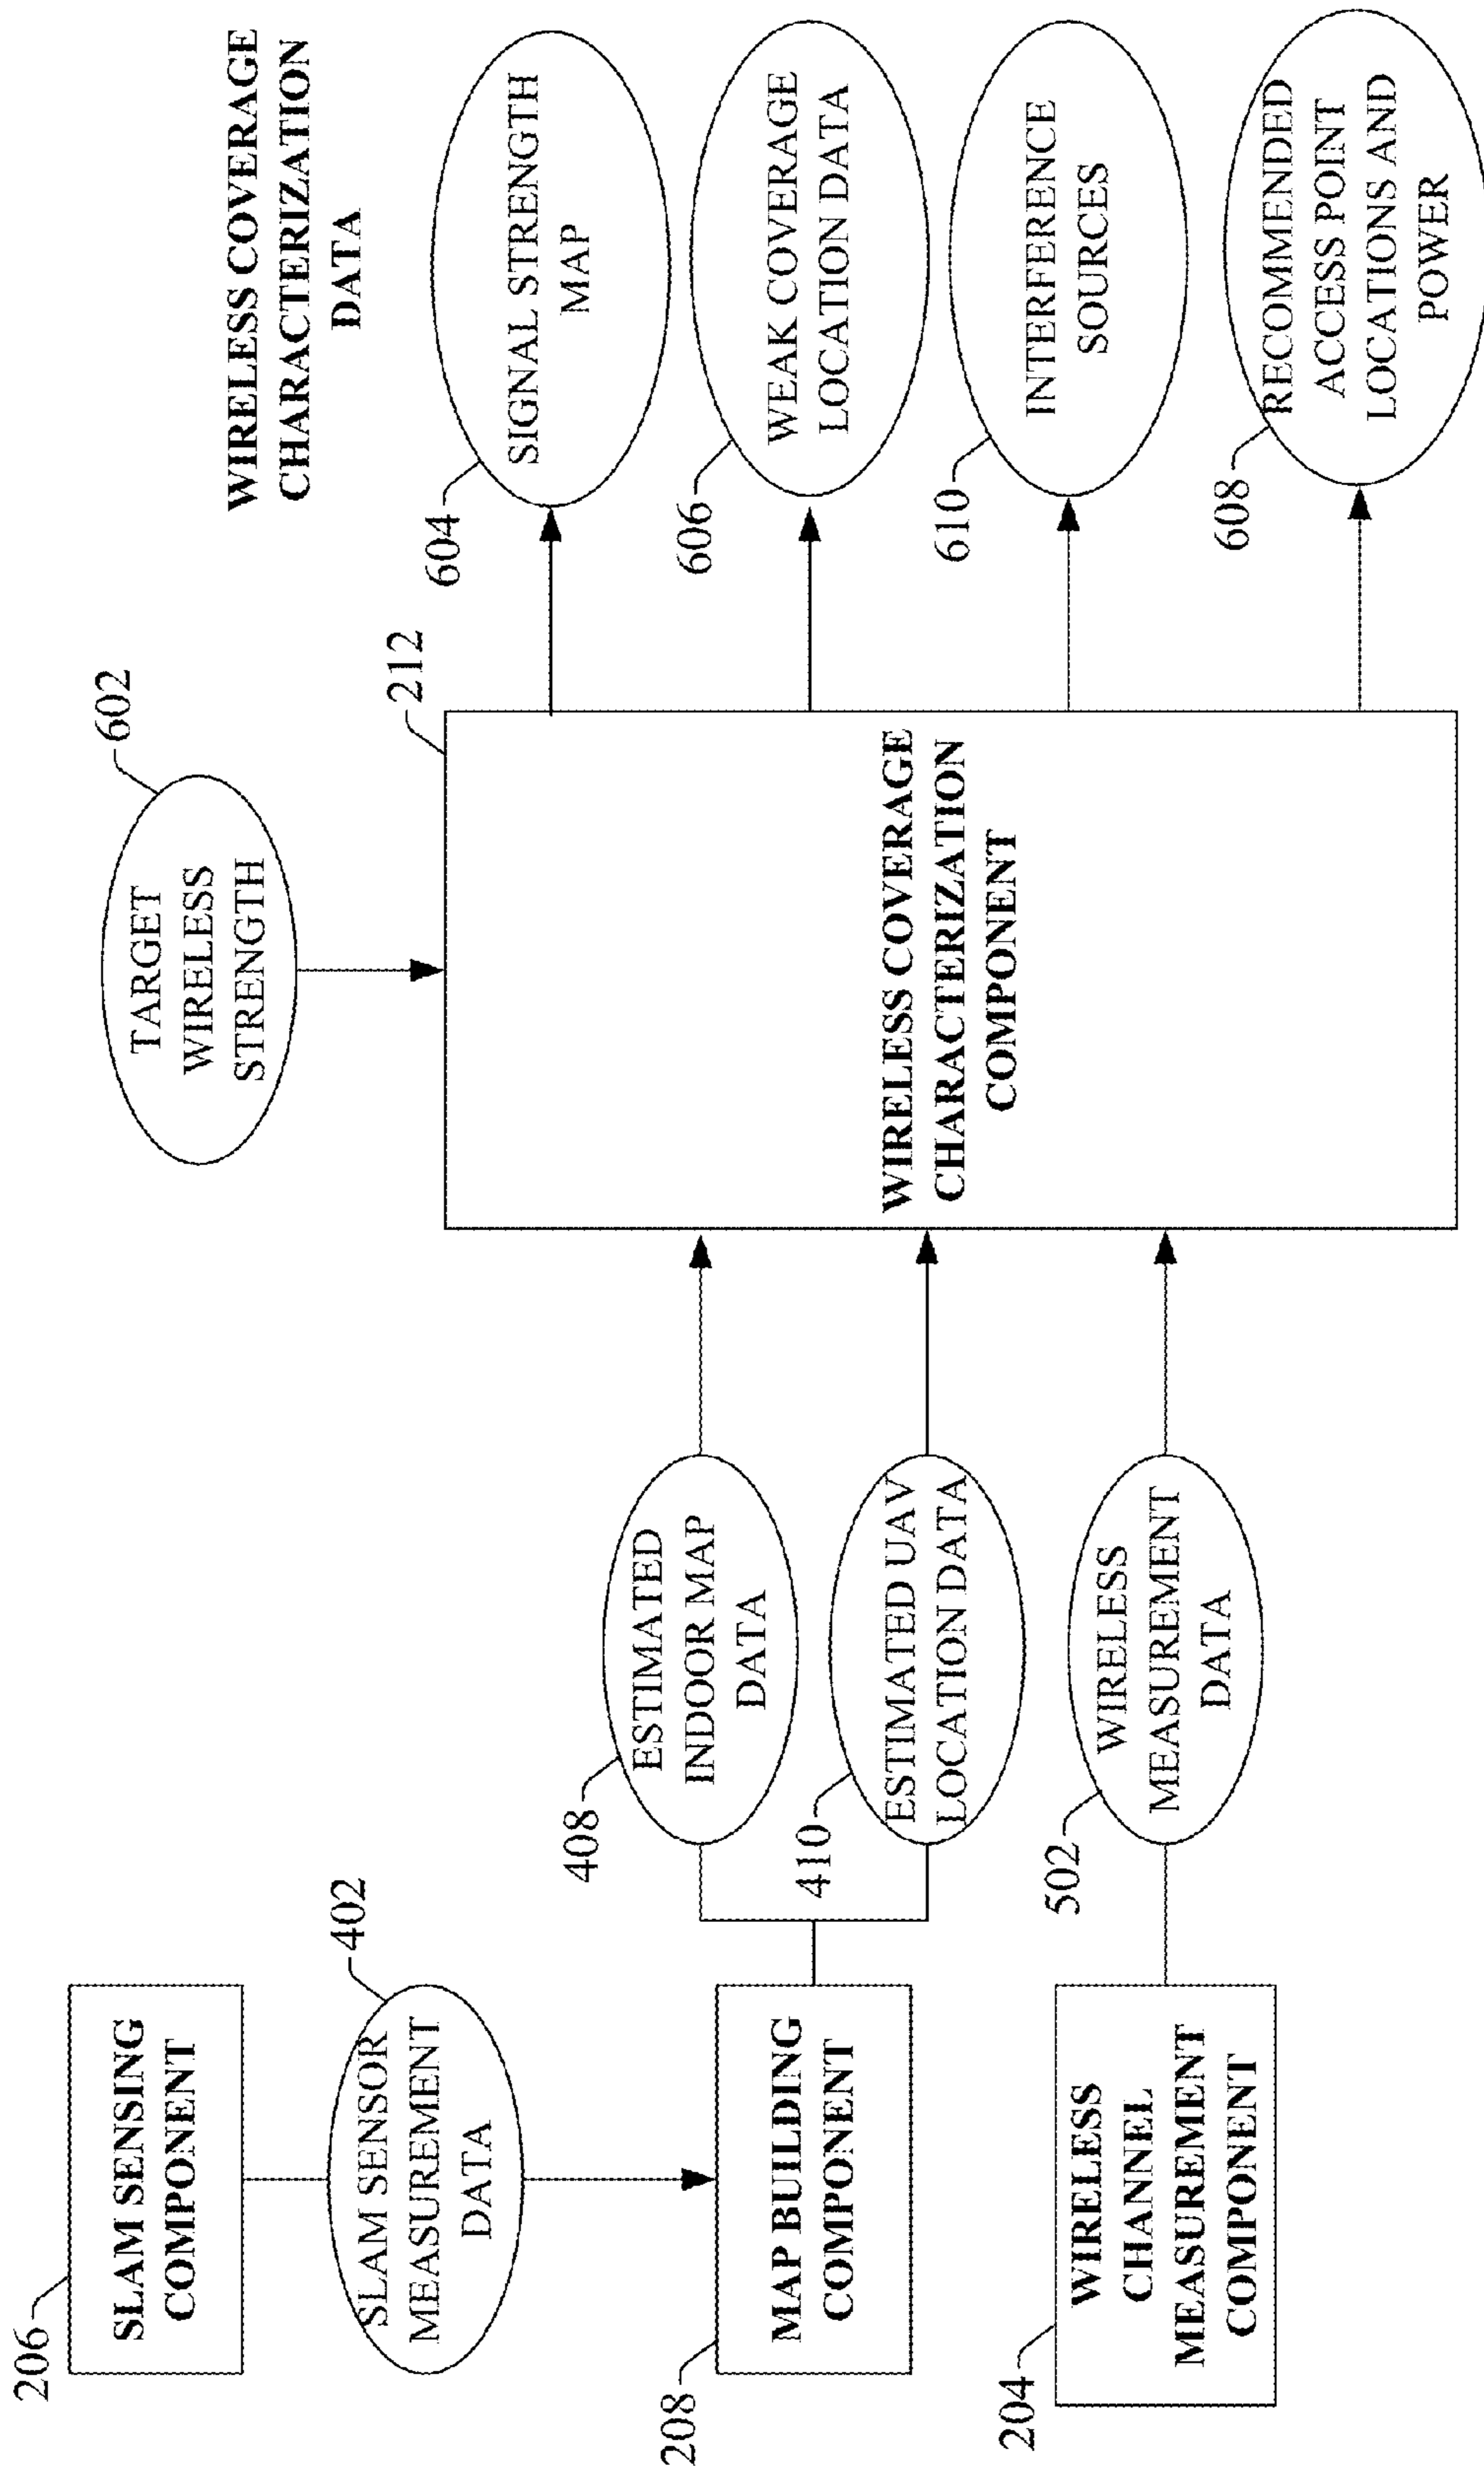 206
SLAM SENSING
COMPONENT
402
SLAM SENSOR
MEASUREMENT
DATA
208
MAP BUILDING
COMPONENT
204
WIRELESS
CHANNEL
MEASUREMENT
COMPONENT
408
ESTIMATED
INDOOR MAP
DATA
410
ESTIMATED UAV
LOCATION DATA
502
WIRELESS
MEASUREMENT
DATA
602
TARGET
WIRELESS
STRENGTH
212
WIRELESS COVERAGE
CHARACTERIZATION
COMPONENT
WIRELESS COVERAGE
CHARACTERIZATION
DATA
604
SIGNAL STRENGTH
MAP
606
WEAK COVERAGE
LOCATION DATA
610
INTERFERENCE
SOURCES
608
RECOMMENDED
ACCESS POINT
LOCATIONS AND
POWER